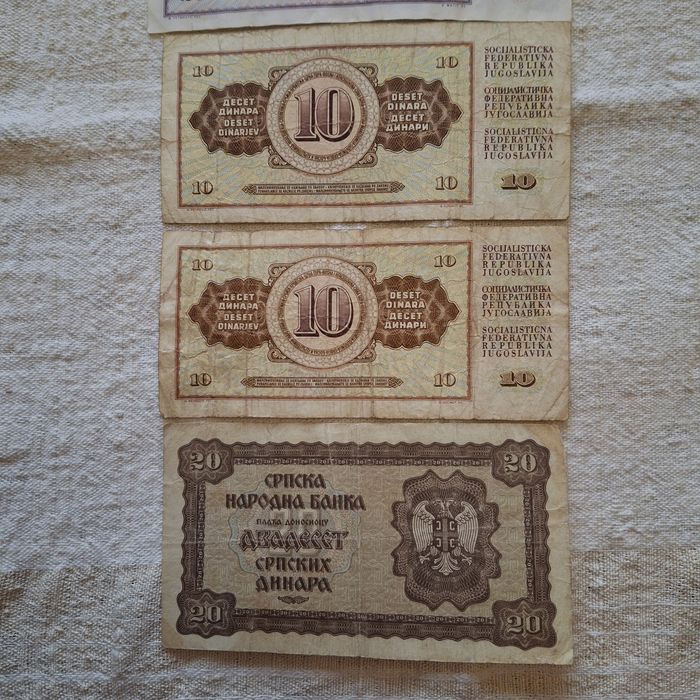 10
10
ДЕСЕТ
ДИНАРА
DESET
DINARJEV
10
DESET
DINARA
ДЕСЕТ
ДИНАРИ
10
10
SOCIJALISTIČKA
FEDERATIVNA
REPUBLIKA
JUGOSLAVIJA
СОЦИЈАЛИСТИЧКА
ФЕДЕРАТИВНА
РЕПУБЛИКА
ЈУГОСЛАВИЈА
SOCIALISTIČNA
FEDERATIVNA
REPUBLIKA
JUGOSLAVIJA
10
10
10
ДЕСЕТ
ДИНАРА
DESET
DINARJEV
10
DESET
DINARA
ДЕСЕТ
ДИНАРИ
10
10
SOCIJALISTIČKA
FEDERATIVNA
REPUBLIKA
JUGOSLAVIJA
СОЦИЈАЛИСТИЧКА
ФЕДЕРАТИВНА
РЕПУБЛИКА
ЈУГОСЛАВИЈА
SOCIALISTIČNA
FEDERATIVNA
REPUBLIKA
JUGOSLAVIJA
10
20
20
СРПСКА
НАРОДНА БАНКА
ПЛАЋА ДОНОСИОЦУ
ДВАДЕСЕТ
СРПСКИХ
ДИНАРА
20
20